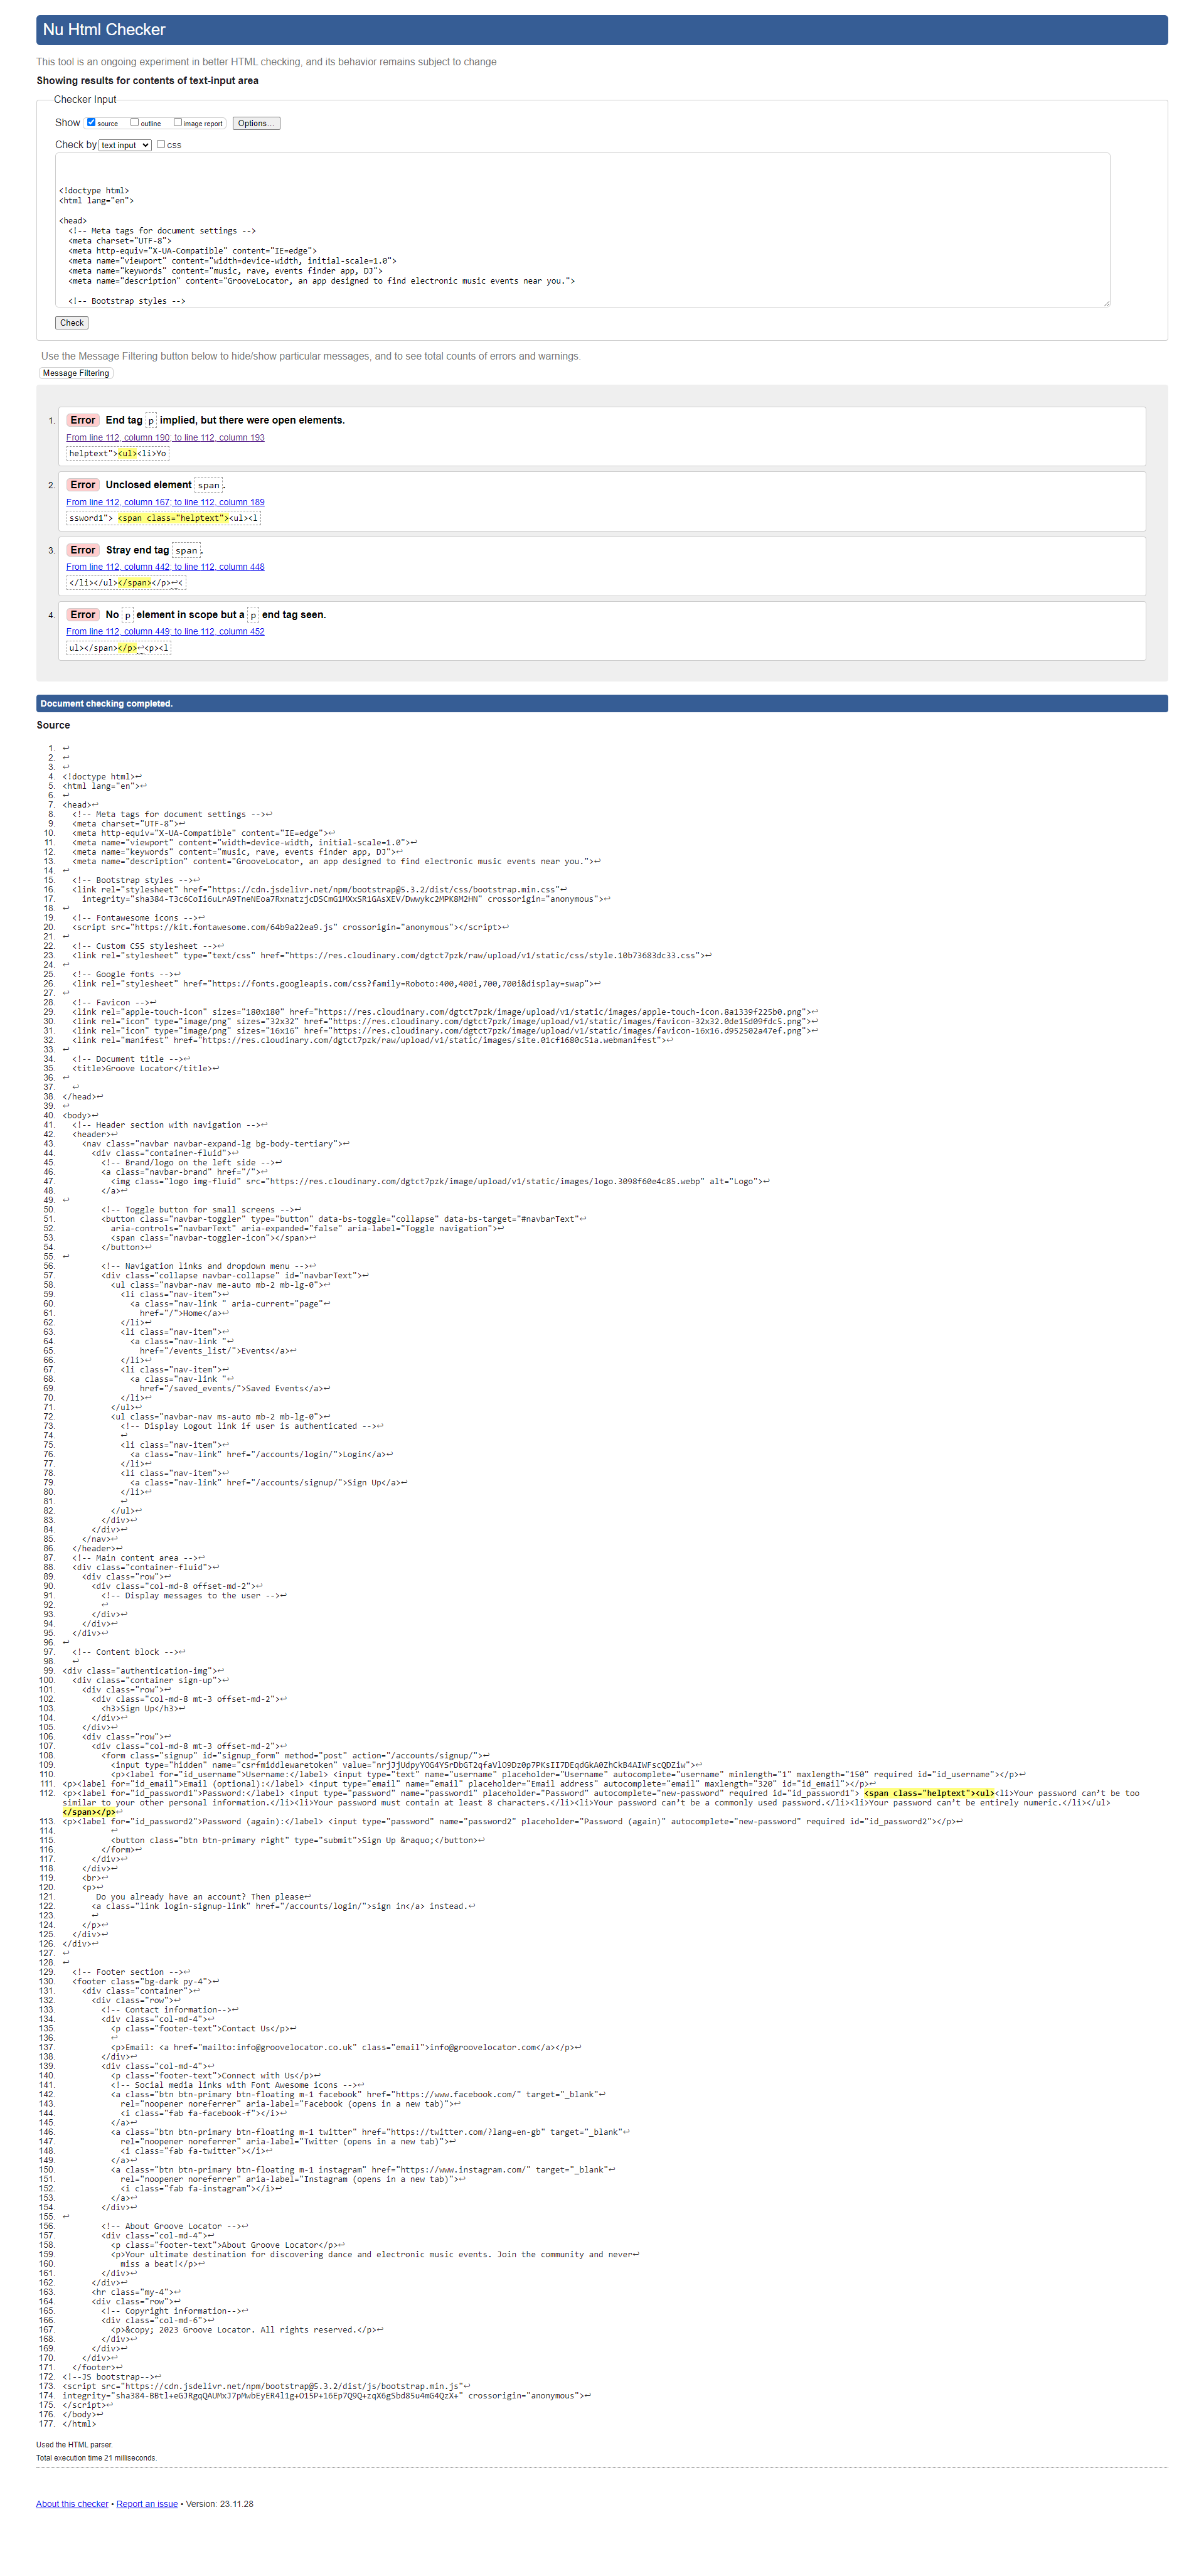 Nu Html Checker
This tool is an ongoing experiment in better HTML checking, and its behavior remains subject to change
Showing results for contents of text-input area
Checker Input
Show source outline image report Options...
Check by text input css
<!doctype html>
<html lang="en">
<head>
<!-- Meta tags for document settings -->
<meta charset="UTF-8">
<meta http-equiv="X-UA-Compatible" content="IE=edge">
<meta name="viewport" content="width=device-width, initial-scale=1.0">
<meta name="keywords" content="music, rave, events finder app, DJ">
<meta name="description" content="GrooveLocator, an app designed to find electronic music events near you.">
<!-- Bootstrap styles -->
Check
Use the Message Filtering button below to hide/show particular messages, and to see total counts of errors and warnings.
Message Filtering
1. Error End tag p implied, but there were open elements.
From line 112, column 190; to line 112, column 193
helptext"><ul><li>Yo
2. Error Unclosed element span.
From line 112, column 167; to line 112, column 189
ssword1"> <span class="helptext"><ul><l
3. Error Stray end tag span.
From line 112, column 442; to line 112, column 448
</li></ul></span></p>↩<
4. Error No p element in scope but a p end tag seen.
From line 112, column 449; to line 112, column 452
ul></span></p>↩<p><l
Document checking completed.
Source
1. ↩
2. ↩
3. ↩
4. <!doctype html>↩
5. <html lang="en">↩
6. ↩
7. <head>↩
8. <!-- Meta tags for document settings -->↩
9. <meta charset="UTF-8">↩
10. <meta http-equiv="X-UA-Compatible" content="IE=edge">↩
11. <meta name="viewport" content="width=device-width, initial-scale=1.0">↩
12. <meta name="keywords" content="music, rave, events finder app, DJ">↩
13. <meta name="description" content="GrooveLocator, an app designed to find electronic music events near you.">↩
14. ↩
15. <!-- Bootstrap styles -->↩
16. <link rel="stylesheet" href="https://cdn.jsdelivr.net/npm/bootstrap@5.3.2/dist/css/bootstrap.min.css"↩
17. crossorigin="anonymous">↩
18. ↩
19. <!-- Fontawesome icons -->↩
20. <script src="https://kit.fontawesome.com/64b9a22ea9.js" crossorigin="anonymous"></script>↩
21. ↩
22. <!-- Custom CSS stylesheet -->↩
23. <link rel="stylesheet" type="text/css" href="https://res.cloudinary.com/dgtct7pzk/raw/upload/v1/static/css/style.10b73683dc33.css">↩
24. ↩
25. <!-- Google fonts -->↩
26. <link rel="stylesheet" href="https://fonts.googleapis.com/css?family=Roboto:400,400i,700,700i&display=swap">↩
27. ↩
28. <!-- Favicon -->↩
29. <link rel="apple-touch-icon" sizes="180x180" href="https://res.cloudinary.com/dgtct7pzk/image/upload/v1/static/images/apple-touch-icon.8a1339f225b0.png">↩
30. <link rel="icon" type="image/png" sizes="32x32" href="https://res.cloudinary.com/dgtct7pzk/image/upload/v1/static/images/favicon-32x32.0de15d09fdc5.png">↩
31. <link rel="icon" type="image/png" sizes="16x16" href="https://res.cloudinary.com/dgtct7pzk/image/upload/v1/static/images/favicon-16x16.d952502a47ef.png">↩
32. <link rel="manifest" href="https://res.cloudinary.com/dgtct7pzk/raw/upload/v1/static/images/site.01cf1680c51a.webmanifest">↩
33. ↩
34. <!-- Document title -->↩
35. <title>Groove Locator</title>↩
36. ↩
37. ↩
38. </head>↩
39. ↩
40. <body>↩
41. <!-- Header section with navigation -->↩
42. <header>↩
43. <nav class="navbar navbar-expand-lg bg-body-tertiary">↩
44. <div class="container-fluid">↩
45. <!-- Brand/logo on the left side -->↩
46. <a class="navbar-brand" href="/">↩
47. <img class="logo img-fluid" src="https://res.cloudinary.com/dgtct7pzk/image/upload/v1/static/images/logo.3098f60e4c85.webp" alt="Logo">↩
48. </a>↩
49. ↩
50. <!-- Toggle button for small screens -->↩
51. <button class="navbar-toggler" type="button" data-bs-toggle="collapse" data-bs-target="#navbarText"↩
52. aria-controls="navbarText" aria-expanded="false" aria-label="Toggle navigation">↩
53. <span class="navbar-toggler-icon"></span>↩
54. </button>↩
55. ↩
56. <!-- Navigation links and dropdown menu -->↩
57. <div class="collapse navbar-collapse" id="navbarText">↩
58. <ul class="navbar-nav me-auto mb-2 mb-lg-0">↩
59. <li class="nav-item">↩
60. <a class="nav-link " aria-current="page"↩
61. href="/">Home</a>↩
62. </li>↩
63. <li class="nav-item">↩
64. <a class="nav-link "↩
65. href="/events_list/">Events</a>↩
66. </li>↩
67. <li class="nav-item">↩
68. <a class="nav-link "↩
69. href="/saved_events/">Saved Events</a>↩
70. </li>↩
71. </ul>↩
72. <ul class="navbar-nav ms-auto mb-2 mb-lg-0">↩
73. <!-- Display Logout link if user is authenticated -->↩
74. ↩
75. <li class="nav-item">↩
76. <a class="nav-link" href="/accounts/login/">Login</a>↩
77. </li>↩
78. <li class="nav-item">↩
79. <a class="nav-link" href="/accounts/signup/">Sign Up</a>↩
80. </li>↩
81. ↩
82. </ul>↩
83. </div>↩
84. </div>↩
85. </nav>↩
86. </header>↩
87. <!-- Main content area -->↩
88. <div class="container-fluid">↩
89. <div class="row">↩
90. <div class="col-md-8 offset-md-2">↩
91. <!-- Display messages to the user -->↩
92. ↩
93. </div>↩
94. </div>↩
95. </div>↩
96. ↩
97. <!-- Content block -->↩
98. ↩
99. <div class="authentication-img">↩
100. <div class="container sign-up">↩
101. <div class="row">↩
102. <div class="col-md-8 mt-3 offset-md-2">↩
103. <h3>Sign Up</h3>↩
104. </div>↩
105. </div>↩
106. <div class="row">↩
107. <div class="col-md-8 mt-3 offset-md-2">↩
108. <form class="signup" id="signup_form" method="post" action="/accounts/signup/">↩
109. <input type="hidden" name="csrfmiddlewaretoken" ↩
110. <p><label for="id_username">Username:</label> <input type="text" name="username" placeholder="Username" autocomplete="username" minlength="1" maxlength="150" required id="id_username"></p>↩
111. <p><label for="id_email">Email (optional):</label> <input type="email" name="email" placeholder="Email address" autocomplete="email" maxlength="320" id="id_email"></p>↩
112. <p><label for="id_password1">Password:</label> <input type="password" name="password1" placeholder="Password" autocomplete="new-password" required id="id_password1"> <span class="helptext"><ul><li>Your password can’t be too
similar to your other personal information.</li><li>Your password must contain at least 8 characters.</li><li>Your password can’t be a commonly used password.</li><li>Your password can’t be entirely numeric.</li></ul>
</span></p>↩
113. <p><label for="id_password2">Password (again):</label> <input type="password" name="password2" placeholder="Password (again)" autocomplete="new-password" required id="id_password2"></p>↩
114. ↩
115. <button class="btn btn-primary right" type="submit">Sign Up &raquo;</button>↩
116. </form>↩
117. </div>↩
118. </div>↩
119. <br>↩
120. <p>↩
121. Do you already have an account? Then please↩
122. <a class="link login-signup-link" href="/accounts/login/">sign in</a> instead.↩
123. ↩
124. </p>↩
125. </div>↩
126. </div>↩
127. ↩
128. ↩
129. <!-- Footer section -->↩
130. <footer class="bg-dark py-4">↩
131. <div class="container">↩
132. <div class="row">↩
133. <!-- Contact information-->↩
134. <div class="col-md-4">↩
135. <p class="footer-text">Contact Us</p>↩
136. ↩
137. <p>Email: <a href="mailto:info@groovelocator.co.uk" class="email">info@groovelocator.com</a></p>↩
138. </div>↩
139. <div class="col-md-4">↩
140. <p class="footer-text">Connect with Us</p>↩
141. <!-- Social media links with Font Awesome icons -->↩
142. <a class="btn btn-primary btn-floating m-1 facebook" href="https://www.facebook.com/" target="_blank"↩
143. rel="noopener noreferrer" aria-label="Facebook (opens in a new tab)">↩
144. <i class="fab fa-facebook-f"></i>↩
145. </a>↩
146. <a class="btn btn-primary btn-floating m-1 twitter" href="https://twitter.com/?lang=en-gb" target="_blank"↩
147. rel="noopener noreferrer" aria-label="Twitter (opens in a new tab)">↩
148. <i class="fab fa-twitter"></i>↩
149. </a>↩
150. <a class="btn btn-primary btn-floating m-1 instagram" href="https://www.instagram.com/" target="_blank"↩
151. rel="noopener noreferrer" aria-label="Instagram (opens in a new tab)">↩
152. <i class="fab fa-instagram"></i>↩
153. </a>↩
154. </div>↩
155. ↩
156. <!-- About Groove Locator -->↩
157. <div class="col-md-4">↩
158. <p class="footer-text">About Groove Locator</p>↩
159. <p>Your ultimate destination for discovering dance and electronic music events. Join the community and never↩
160. miss a beat!</p>↩
161. </div>↩
162. </div>↩
163. <hr class="my-4">↩
164. <div class="row">↩
165. <!-- Copyright information-->↩
166. <div class="col-md-6">↩
167. <p>&copy; 2023 Groove Locator. All rights reserved.</p>↩
168. </div>↩
169. </div>↩
170. </div>↩
171. </footer>↩
172. <!--JS bootstrap-->↩
173. <script src="https://cdn.jsdelivr.net/npm/bootstrap@5.3.2/dist/js/bootstrap.min.js"↩
174. crossorigin="anonymous">↩
175. </script>↩
176. </body>↩
177. </html>
Used the HTML parser.
Total execution time 21 milliseconds.
About this checker • Report an issue • Version: 23.11.28